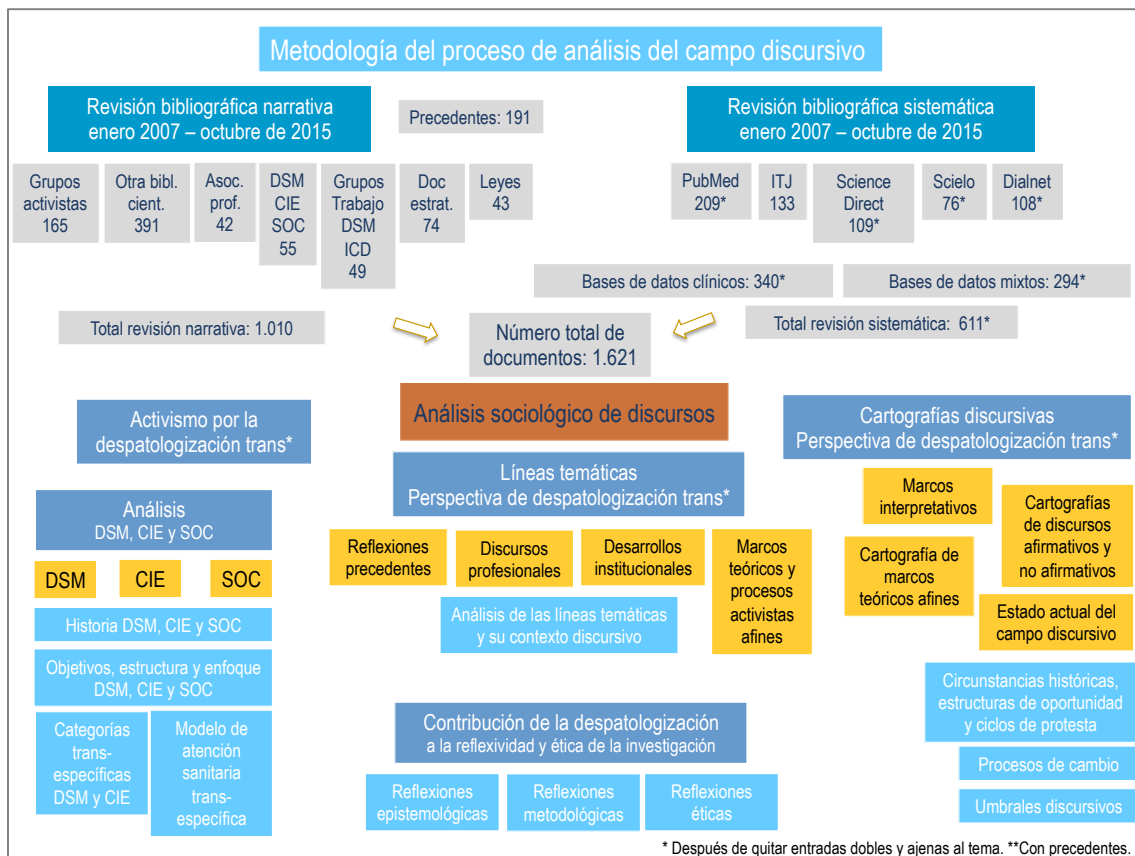 Metodología del proceso de análisis del campo discursivo
Revisión bibliográfica narrativa
enero 2007 – octubre de 2015
Precedentes: 191
Revisión bibliográfica sistemática
enero 2007 – octubre de 2015
Grupos
activistas
165
Otra bibl.
cient.
391
Asoc.
prof.
42
DSM
CIE
SOC
55
Grupos
Trabajo
DSM
ICD
49
Doc
estrat.
74
Leyes
43
PubMed
209*
ITJ
133
Science
Direct
109*
Scielo
76*
Dialnet
108*
Bases de datos clínicos: 340*
Bases de datos mixtos: 294*
Total revisión narrativa: 1.010
Número total de
documentos: 1.621
Total revisión sistemática: 611*
Activismo por la
despatologización trans*
Análisis sociológico de discursos
Cartografías discursivas
Perspectiva de despatologización trans*
Líneas temáticas
Perspectiva de despatologización trans*
Análisis
DSM, CIE y SOC
DSM
CIE
SOC
Historia DSM, CIE y SOC
Objetivos, estructura y enfoque
DSM, CIE y SOC
Categorías
trans-
específicas
DSM y CIE
Modelo de
atención
sanitaria
trans-
específica
Reflexiones
precedentes
Discursos
profesionales
Desarrollos
institucionales
Marcos
teóricos y
procesos
activistas
afines
Análisis de las líneas temáticas
y su contexto discursivo
Contribución de la despatologización
a la reflexividad y ética de la investigación
Reflexiones
epistemológicas
Reflexiones
metodológicas
Reflexiones
éticas
Marcos
interpretativos
Cartografías
de discursos
afirmativos y
no afirmativos
Cartografía de
marcos
teóricos afines
Estado actual del
campo discursivo
Circunstancias históricas,
estructuras de oportunidad
y ciclos de protesta
Procesos de cambio
Umbrales discursivos
* Después de quitar entradas dobles y ajenas al tema. **Con precedentes.